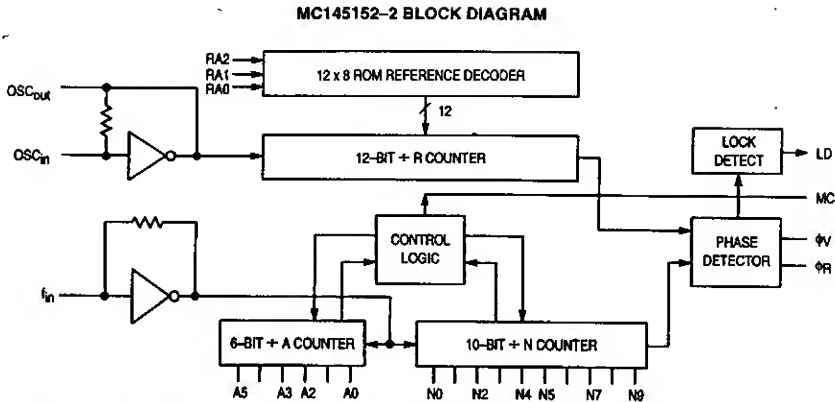 MC145152–2 BLOCK DIAGRAM
RA2
RA1
RA0
12 x 8 ROM REFERENCE DECODER
OSCout
12
OSCin
12–BIT ÷ R COUNTER
LOCK
DETECT
LD
MC
CONTROL
LOGIC
PHASE
DETECTOR
ϕV
ϕR
fin
6–BIT ÷ A COUNTER
10–BIT ÷ N COUNTER
A5 A3 A2 A0 N0 N2 N4 N5 N7 N9